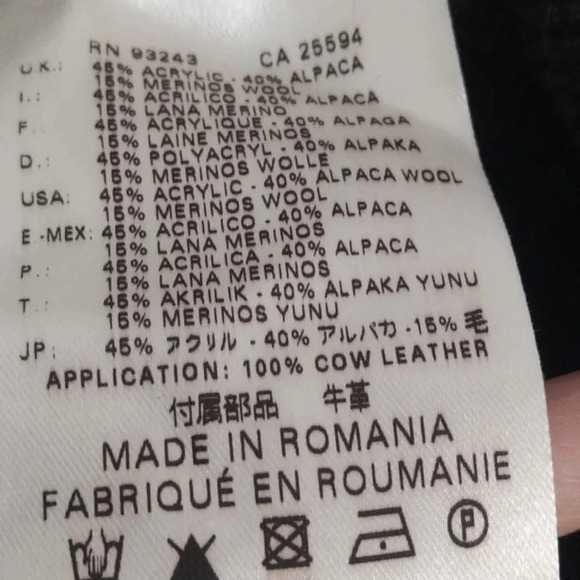 RN 93243 CA 25594
U.K.: 45% ACRYLIC - 40% ALPACA
15% MERINOS WOOL
I.: 45% ACRILICO - 40% ALPACA
15% LANA MERINO
F.: 45% ACRYLIQUE - 40% ALPAGA
15% LAINE MERINOS
D.: 45% POLYACRYL - 40% ALPAKA
15% MERINOS WOLLE
USA: 45% ACRYLIC - 40% ALPACA WOOL
15% MERINOS WOOL
E -MEX: 45% ACRILICO - 40% ALPACA
15% LANA MERINOS
P.: 45% ACRILICA - 40% ALPACA
15% LANA MERINOS
T.: 45% AKRILIK - 40% ALPAKA YUNU
15% MERINOS YUNU
JP: 45% アクリル - 40% アルパカ -15% 毛
APPLICATION: 100% COW LEATHER
付属部品 牛革
MADE IN ROMANIA
FABRIQUÉ EN ROUMANIE
P